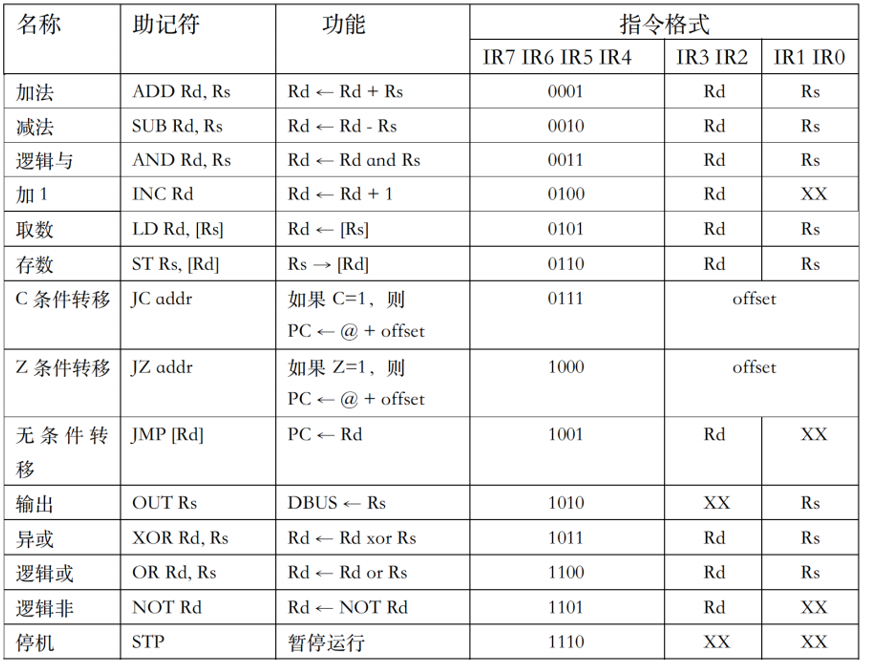 名称 助记符 功能 指令格式
IR7 IR6 IR5 IR4 IR3 IR2 IR1 IR0
加法 ADD Rd, Rs Rd ← Rd + Rs 0001 Rd Rs
减法 SUB Rd, Rs Rd ← Rd - Rs 0010 Rd Rs
逻辑与 AND Rd, Rs Rd ← Rd and Rs 0011 Rd Rs
加 1 INC Rd Rd ← Rd + 1 0100 Rd XX
取数 LD Rd, [Rs] Rd ← [Rs] 0101 Rd Rs
存数 ST Rs, [Rd] Rs → [Rd] 0110 Rd Rs
C 条件转移 JC addr 如果 C=1，则 0111 offset
PC ← @ + offset
Z 条件转移 JZ addr 如果 Z=1，则 1000 offset
PC ← @ + offset
无条件转 JMP [Rd] PC ← Rd 1001 Rd XX
移
输出 OUT Rs DBUS ← Rs 1010 XX Rs
异或 XOR Rd, Rs Rd ← Rd xor Rs 1011 Rd Rs
逻辑或 OR Rd, Rs Rd ← Rd or Rs 1100 Rd Rs
逻辑非 NOT Rd Rd ← NOT Rd 1101 Rd XX
停机 STP 暂停运行 1110 XX XX